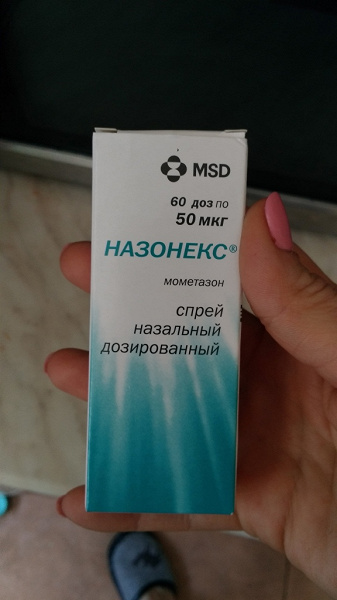 MSD
60 доз по
50 мкг
НАЗОНЕКС®
мометазон
спрей
назальный
дозированный